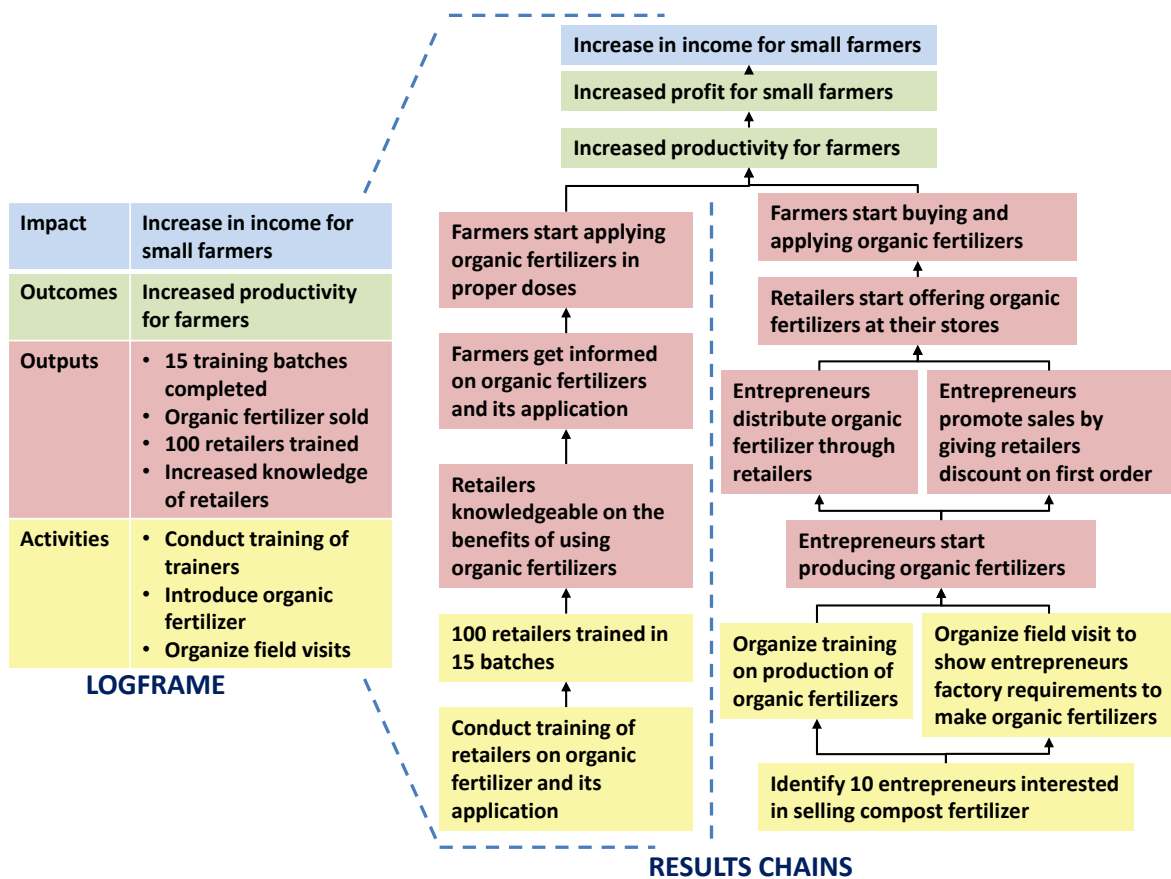 Increase in income for small farmers
Increased profit for small farmers
Increased productivity for farmers
Impact
Increase in income for
small farmers
Outcomes
Increased productivity
for farmers
Outputs
• 15 training batches
completed
• Organic fertilizer sold
• 100 retailers trained
• Increased knowledge
of retailers
Activities
• Conduct training of
trainers
• Introduce organic
fertilizer
• Organize field visits
LOGFRAME
Farmers start applying
organic fertilizers in
proper doses
Farmers get informed
on organic fertilizers
and its application
Retailers
knowledgeable on the
benefits of using
organic fertilizers
100 retailers trained in
15 batches
Conduct training of
retailers on organic
fertilizer and its
application
Farmers start buying and
applying organic fertilizers
Retailers start offering organic
fertilizers at their stores
Entrepreneurs
distribute organic
fertilizer through
retailers
Entrepreneurs
promote sales by
giving retailers
discount on first order
Entrepreneurs start
producing organic fertilizers
Organize training
on production of
organic fertilizers
Organize field visit to
show entrepreneurs
factory requirements to
make organic fertilizers
Identify 10 entrepreneurs interested
in selling compost fertilizer
RESULTS CHAINS